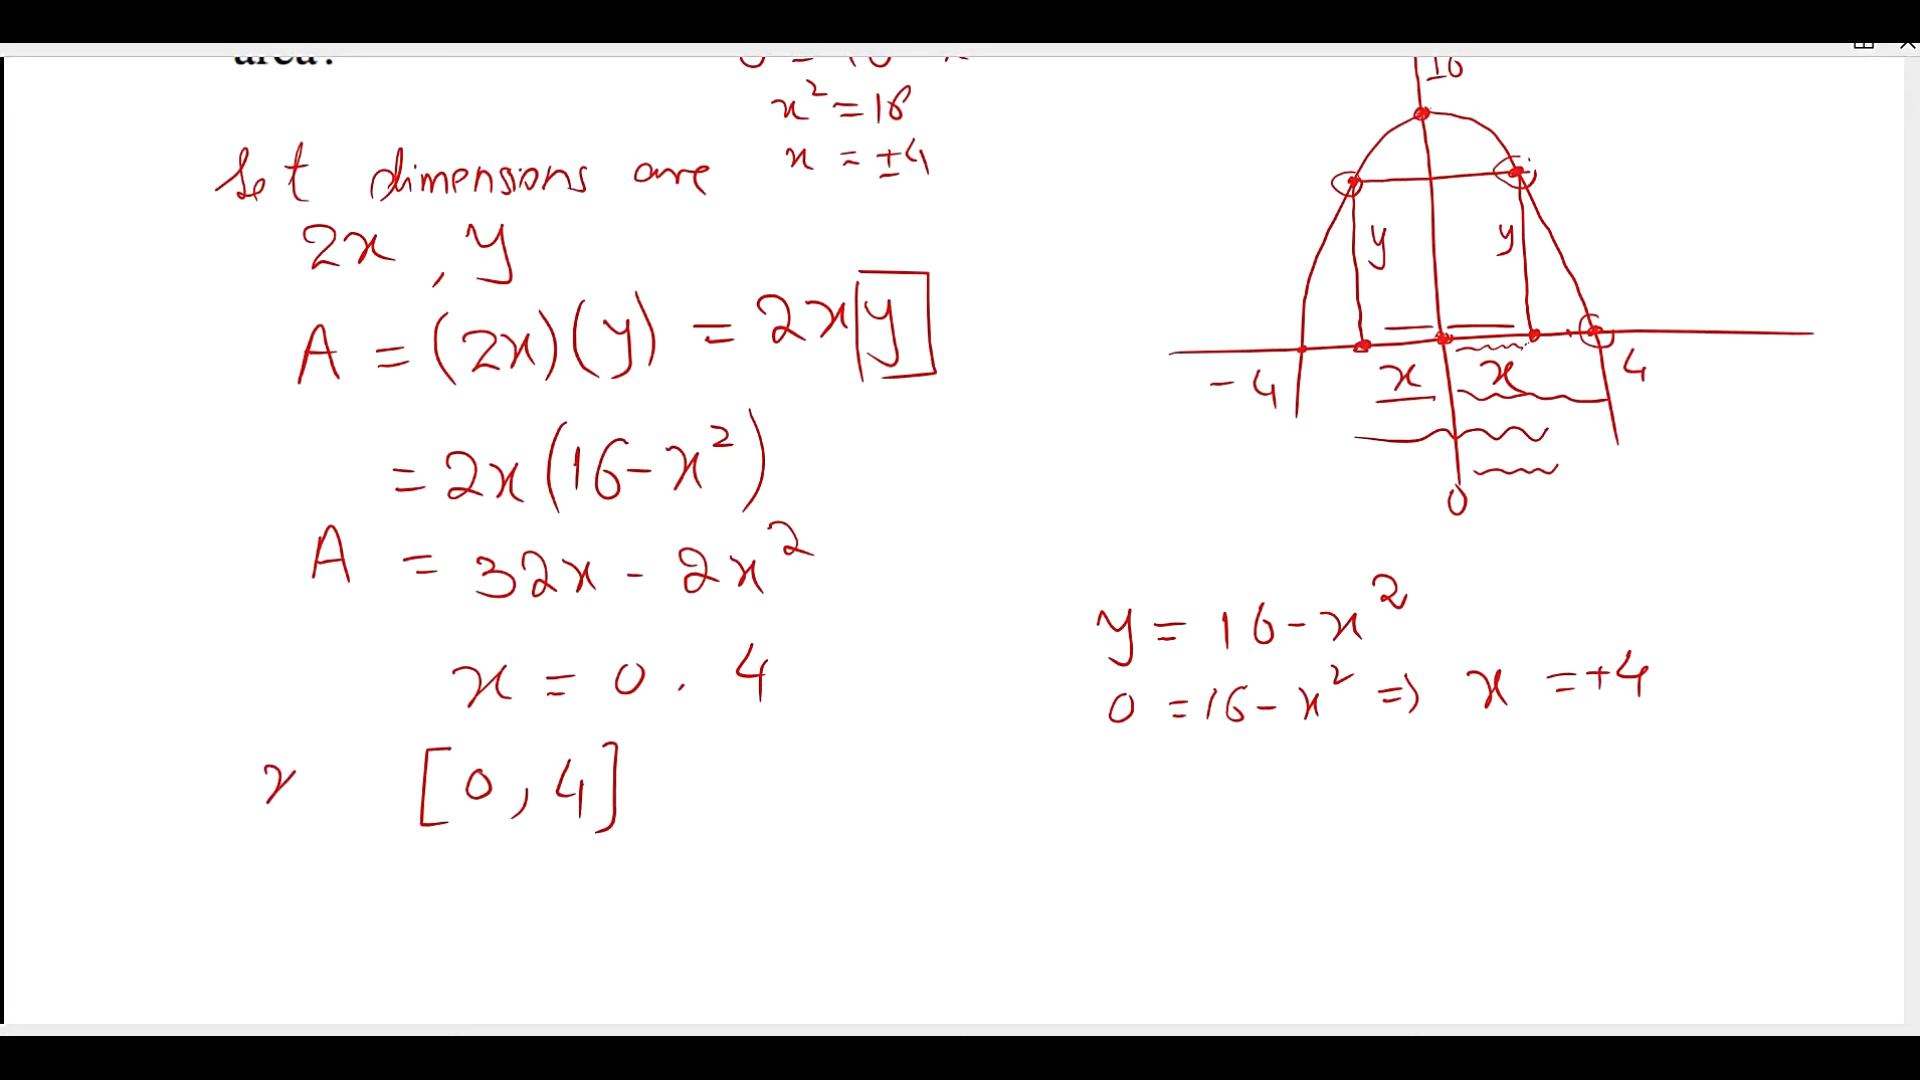 area?
x² = 16
x = ±4
Let dimensions are
2x , y
A = (2x)(y) = 2x y
= 2x(16-x²)
A = 32x - 2x²
x = 0 . 4
[0, 4]
16
y y
-4 x x 4
0
y = 16-x²
0 = 16-x² => x = +4